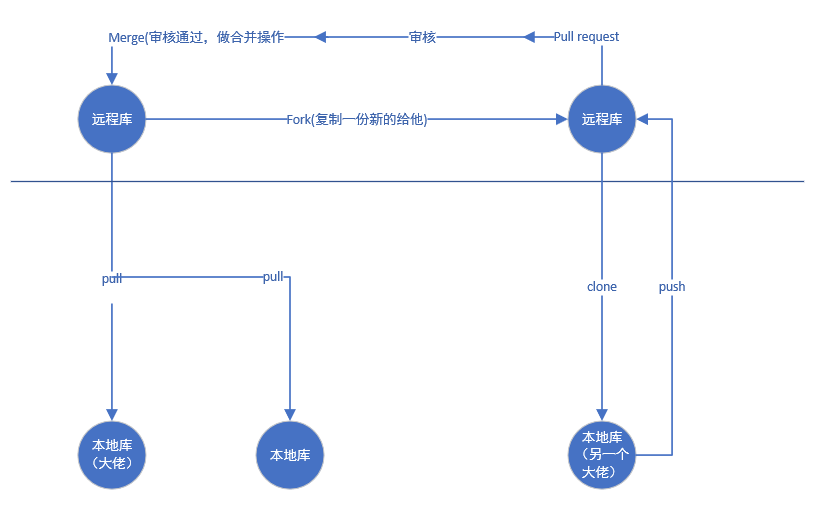 Merge(审核通过，做合并操作
审核
Pull request
远程库
Fork(复制一份新的给他)
远程库
pull
pull
clone
push
本地库
（大佬）
本地库
本地库
（另一个
大佬）